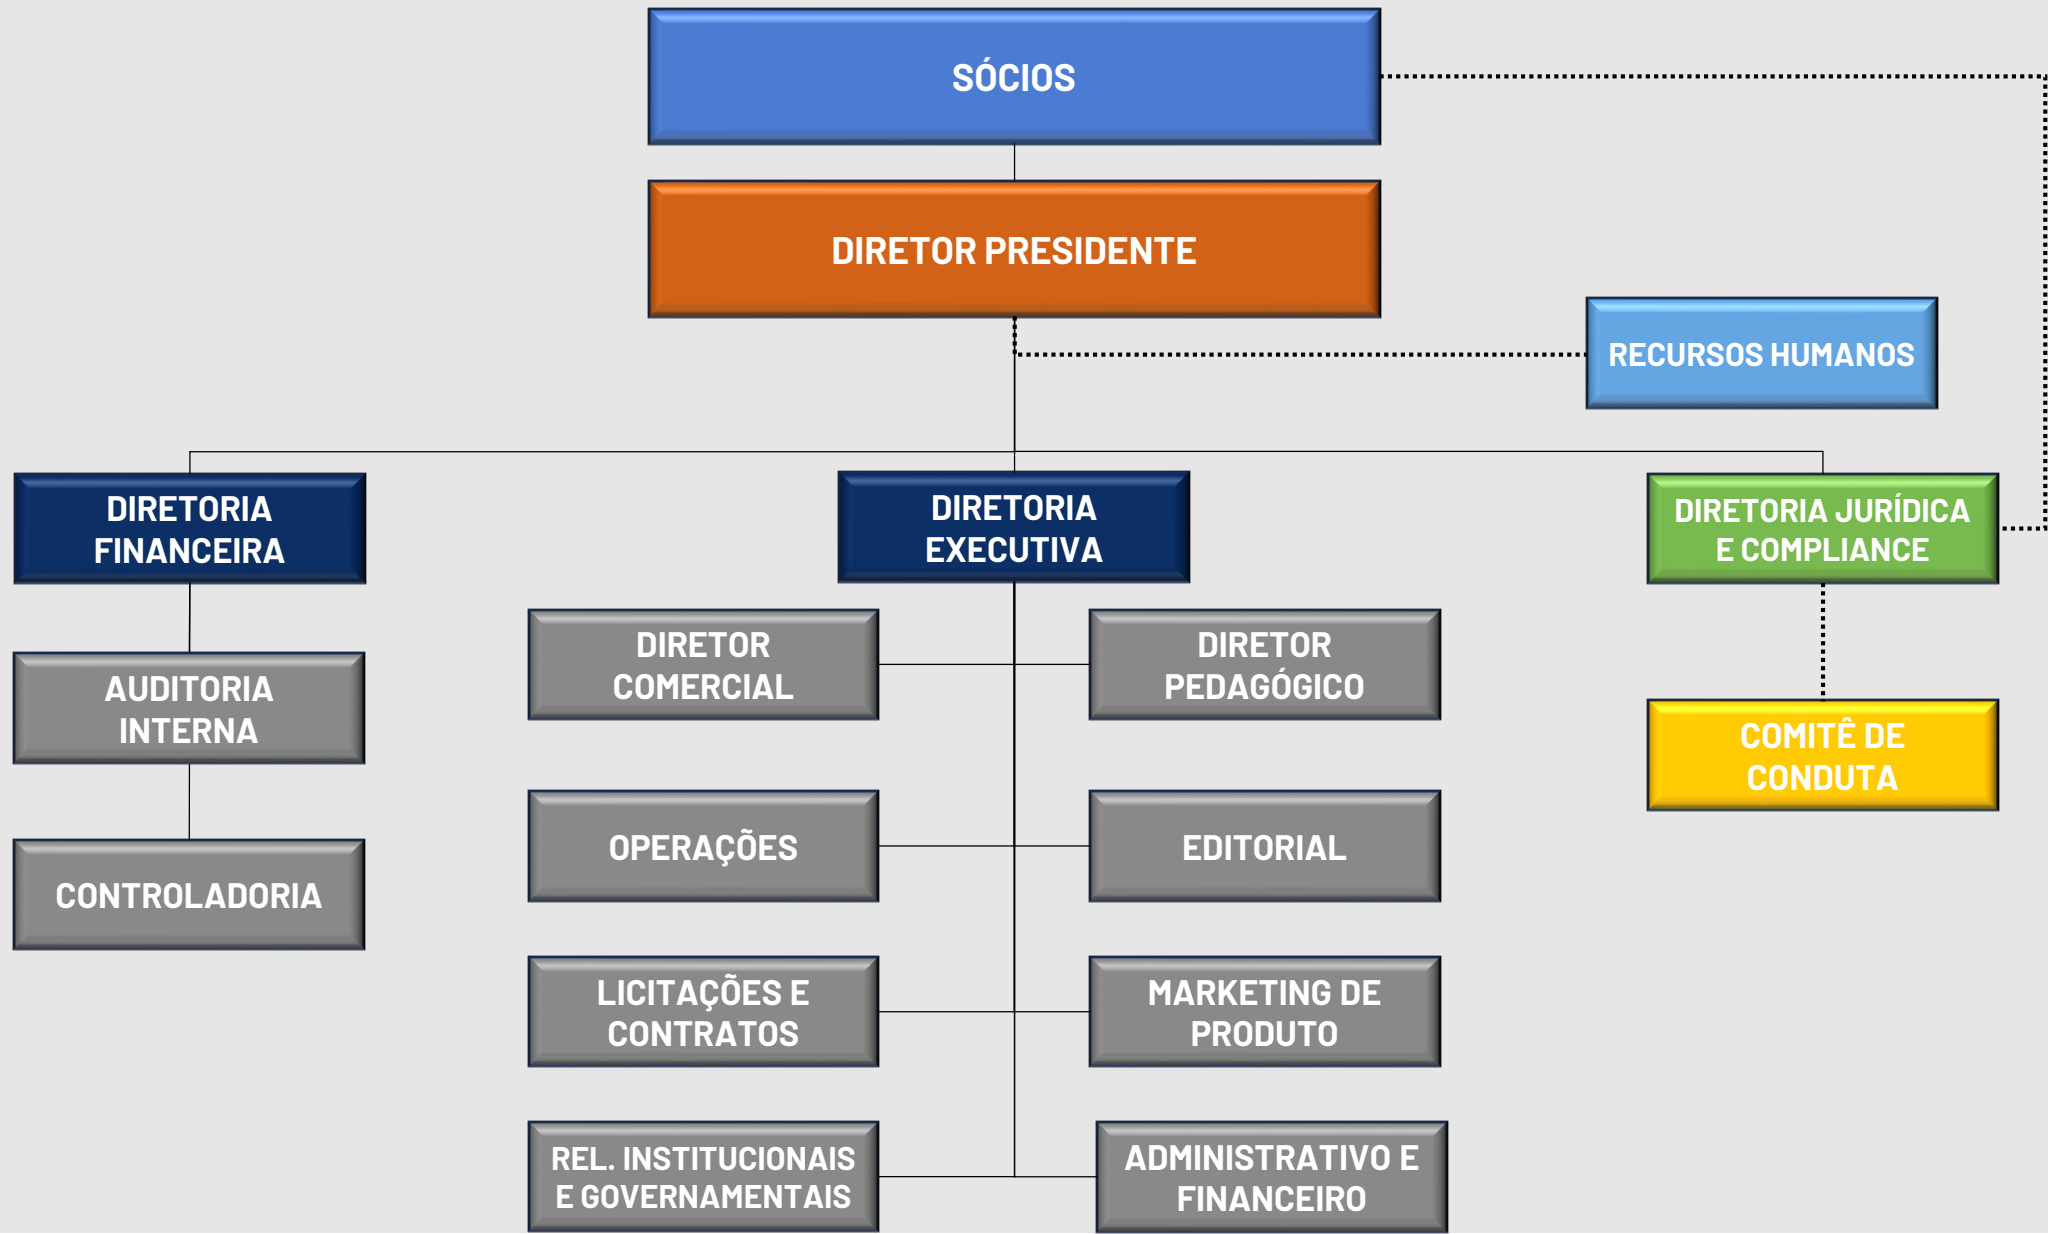 SÓCIOS
DIRETOR PRESIDENTE
RECURSOS HUMANOS
DIRETORIA
FINANCEIRA
DIRETORIA
EXECUTIVA
DIRETORIA JURÍDICA
E COMPLIANCE
DIRETOR
COMERCIAL
DIRETOR
PEDAGÓGICO
AUDITORIA
INTERNA
COMITÊ DE
CONDUTA
OPERAÇÕES
EDITORIAL
CONTROLADORIA
LICITAÇÕES E
CONTRATOS
MARKETING DE
PRODUTO
REL. INSTITUCIONAIS
E GOVERNAMENTAIS
ADMINISTRATIVO E
FINANCEIRO